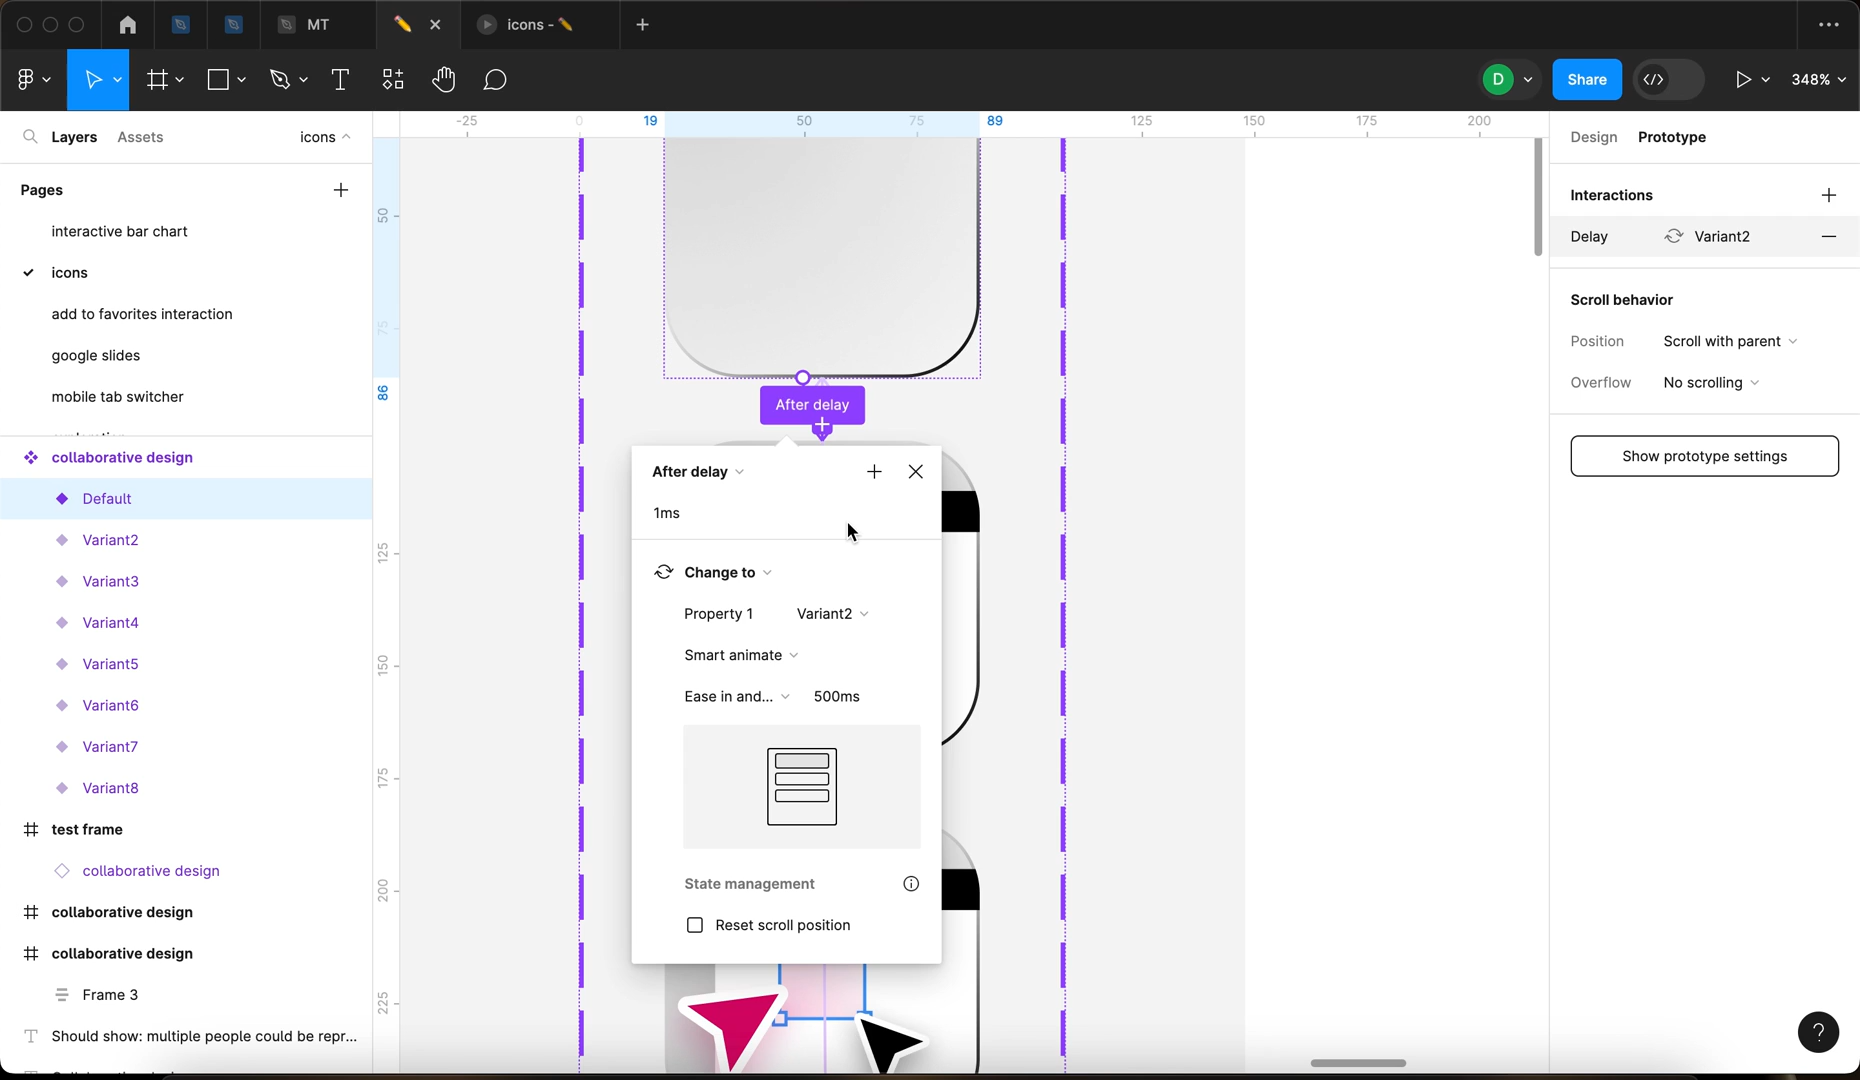 MT
icons -
D
Share
348%
Layers
Assets
icons
Pages
interactive bar chart
icons
add to favorites interaction
google slides
mobile tab switcher
collaborative design
Default
Variant2
Variant3
Variant4
Variant5
Variant6
Variant7
Variant8
test frame
collaborative design
collaborative design
collaborative design
Frame 3
Should show: multiple people could be repr...
-25
0
19
50
75
89
125
150
175
200
50
75
86
125
150
175
200
225
After delay
After delay
1ms
Change to
Property 1
Variant2
Smart animate
Ease in and...
500ms
State management
Reset scroll position
Design
Prototype
Interactions
Delay
Variant2
Scroll behavior
Position
Scroll with parent
Overflow
No scrolling
Show prototype settings
?